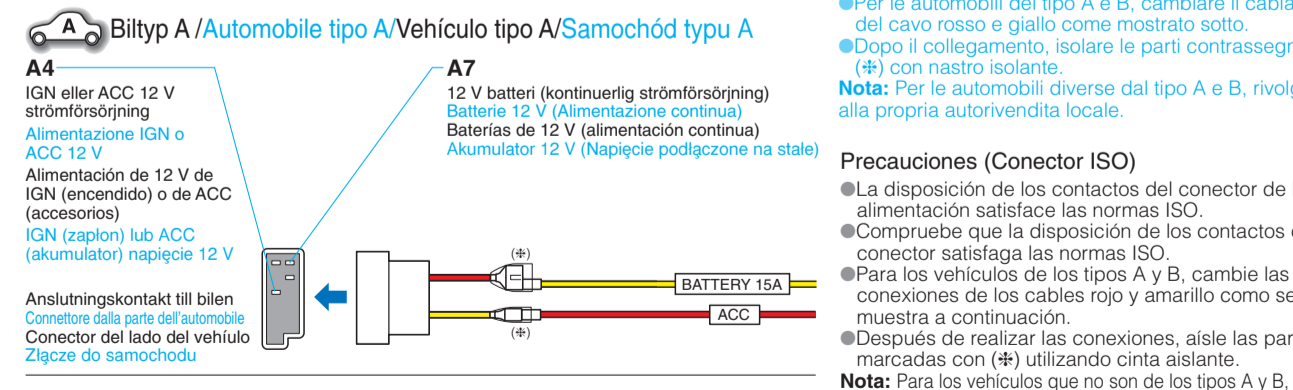 A Biltyp A /Automobile tipo A/Vehículo tipo A/Samochód typu A
A4
IGN eller ACC 12 V
strömförsörjning
Alimentazione IGN o
ACC 12 V
Alimentación de 12 V de
IGN (encendido) o de ACC
(accesorios)
IGN (zapłon) lub ACC
(akumulator) napięcie 12 V
A7
12 V batteri (kontinuerlig strömförsörjning)
Batterie 12 V (Alimentazione continua)
Baterías de 12 V (alimentación continua)
Akumulator 12 V (Napięcie podłączone na stałe)
Anslutningskontakt till bilen
Connettore dalla parte dell'automobile
Conector del lado del vehíulo
Złącze do samochodu
(❉)
BATTERY 15A
ACC
(❉)
●Per le automobili del tipo A e B, cambiare il cabla
del cavo rosso e giallo come mostrato sotto.
●Dopo il collegamento, isolare le parti contrassegn
(❉) con nastro isolante.
Nota: Per le automobili diverse dal tipo A e B, rivolg
alla propria autorivendita locale.
Precauciones (Conector ISO)
●La disposición de los contactos del conector de
alimentación satisface las normas ISO.
●Compruebe que la disposición de los contactos
conector satisfaga las normas ISO.
●Para los vehículos de los tipos A y B, cambie las
conexiones de los cables rojo y amarillo como se
muestra a continuación.
●Después de realizar las conexiones, aísle las par
marcadas con (❉) utilizando cinta aislante.
Nota: Para los vehículos que no son de los tipos A y B,